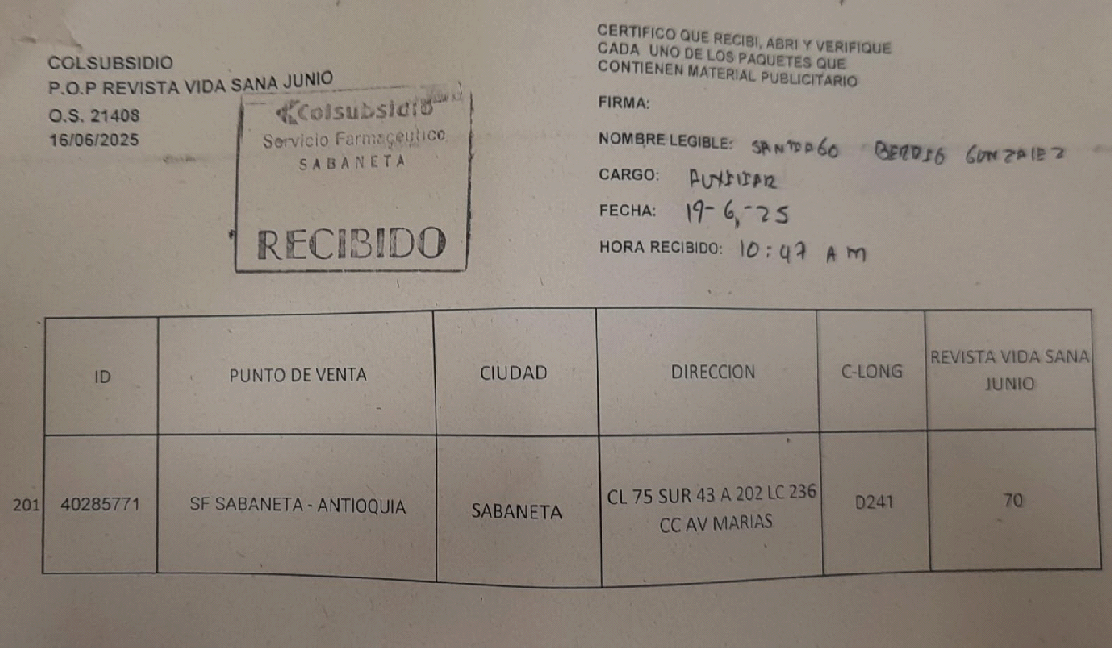 COLSUBSIDIO
P.O.P REVISTA VIDA SANA JUNIO
O.S. 21408
16/06/2025
Colsubsidio
Servicio Farmacéutico
SABANETA
RECIBIDO
CERTIFICO QUE RECIBI, ABRI Y VERIFIQUE
CADA UNO DE LOS PAQUETES QUE
CONTIENEN MATERIAL PUBLICITARIO
FIRMA:
NOMBRE LEGIBLE:
CARGO: AUXILIAR
FECHA: 19-6-25
HORA RECIBIDO: 10:47 AM
ID
PUNTO DE VENTA
CIUDAD
DIRECCION
C-LONG
REVISTA VIDA SANA
JUNIO
201
40285771
SF SABANETA - ANTIOQUIA
SABANETA
CL 75 SUR 43 A 202 LC 236
CC AV MARIAS
D241
70